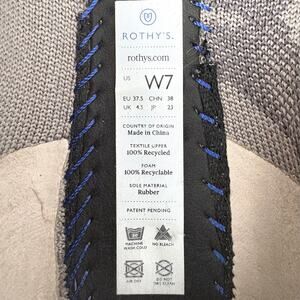 ROTHY'S.
rothys.com
US W7
EU 37.5 CHN 38
UK 4.5 JP 23
COUNTRY OF ORIGIN
Made in China
TEXTILE UPPER
100% Recycled
FOAM
100% Recyclable
SOLE MATERIAL
Rubber
PATENT PENDING
MACHINE WASH COLD
NO BLEACH
AIR DRY
DO NOT DRY CLEAN